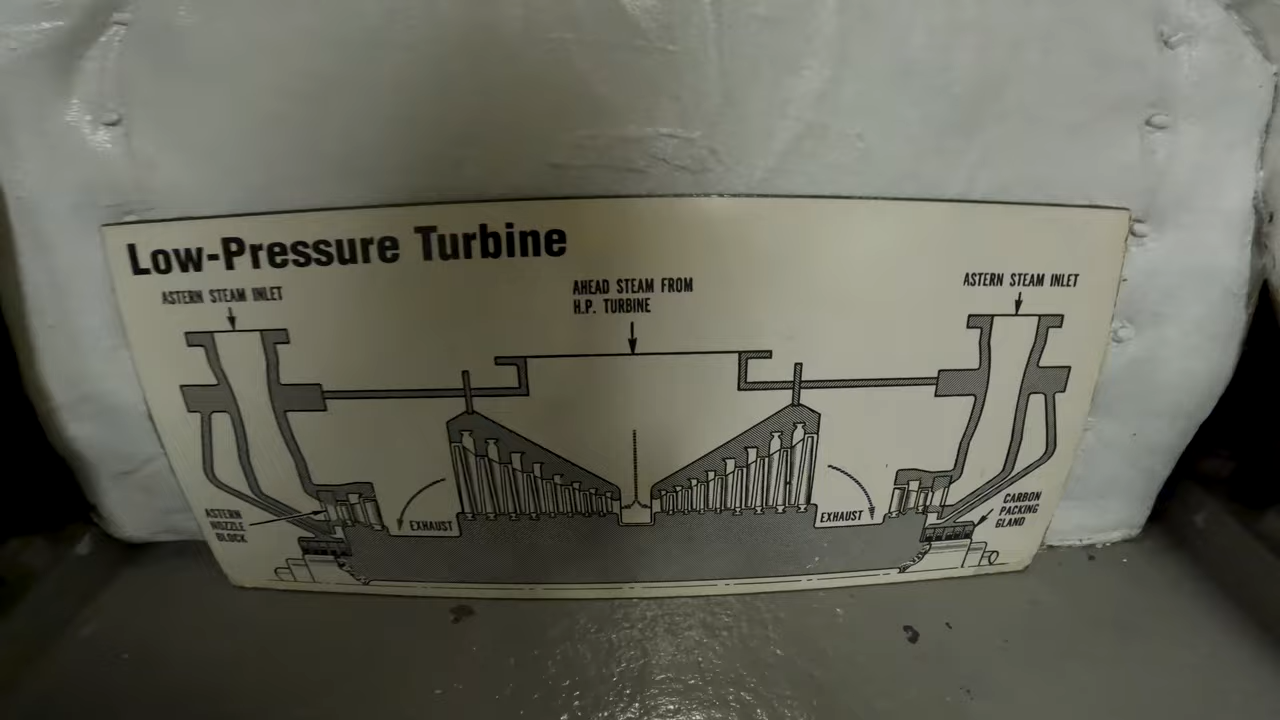 Low-Pressure Turbine
ASTERN STEAM INLET
AHEAD STEAM FROM
H.P. TURBINE
ASTERN STEAM INLET
ASTERN
NOZZLE
BLOCK
EXHAUST
EXHAUST
CARBON
PACKING
GLAND